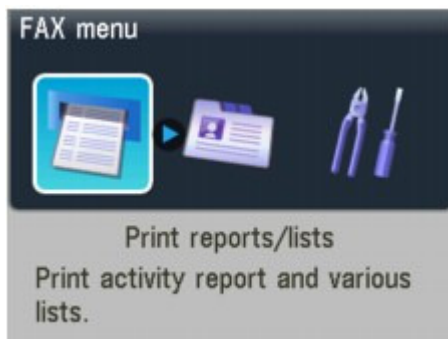 FAX menu
Print reports/lists
Print activity report and various
lists.